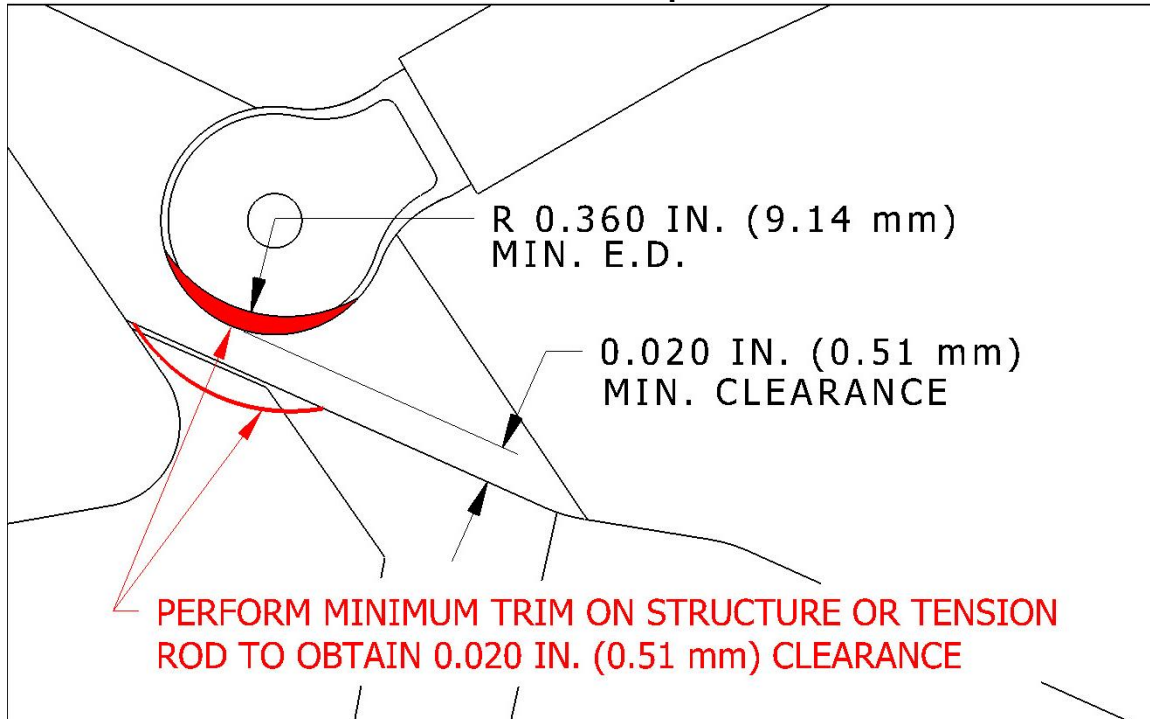 R 0.360 IN. (9.14 mm)
MIN. E.D.
0.020 IN. (0.51 mm)
MIN. CLEARANCE
PERFORM MINIMUM TRIM ON STRUCTURE OR TENSION
ROD TO OBTAIN 0.020 IN. (0.51 mm) CLEARANCE